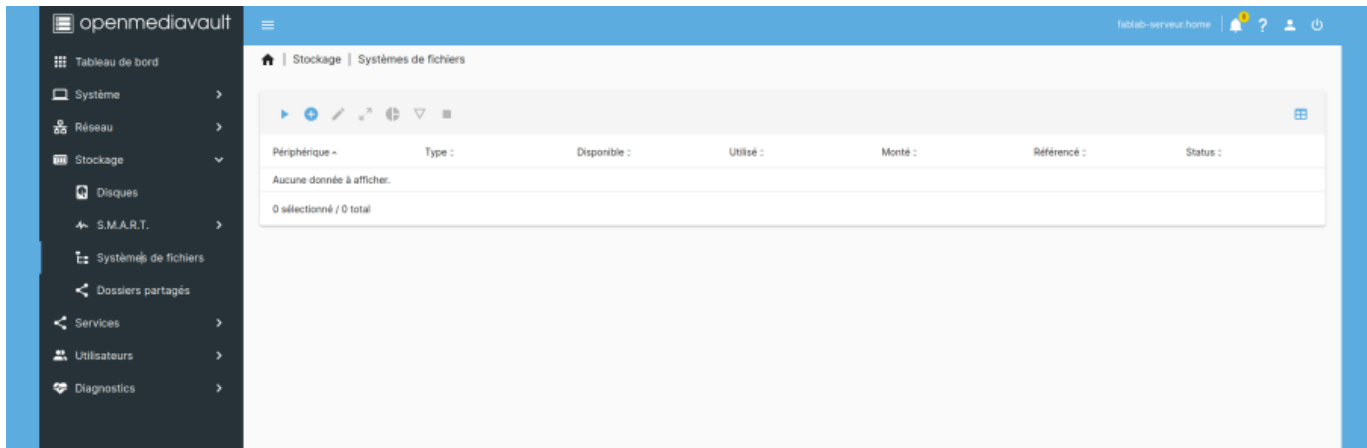 openmediavault
fablab-serveur.home
Tableau de bord
Système
Réseau
Stockage
Disques
S.M.A.R.T.
Systèmes de fichiers
Dossiers partagés
Services
Utilisateurs
Diagnostics
| Stockage | Systèmes de fichiers
Périphérique Type Disponible Utilisé Monté Référencé Status
Aucune donnée à afficher.
0 sélectionné / 0 total